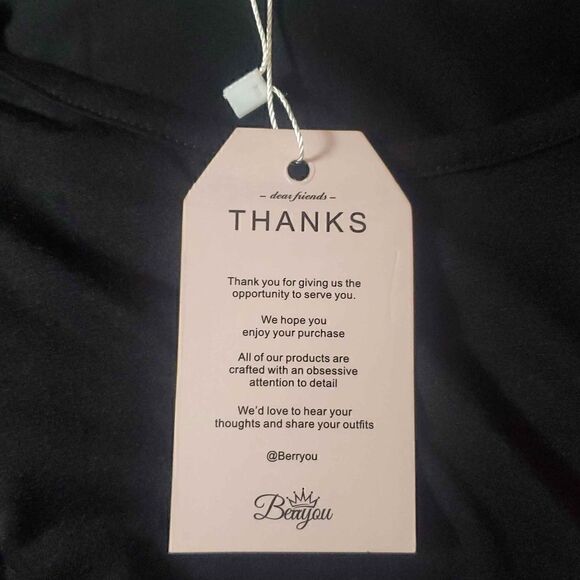 – dear friends –
THANKS
Thank you for giving us the
opportunity to serve you.
We hope you
enjoy your purchase
All of our products are
crafted with an obsessive
attention to detail
We'd love to hear your
thoughts and share your outfits
@Berryou
Berryou